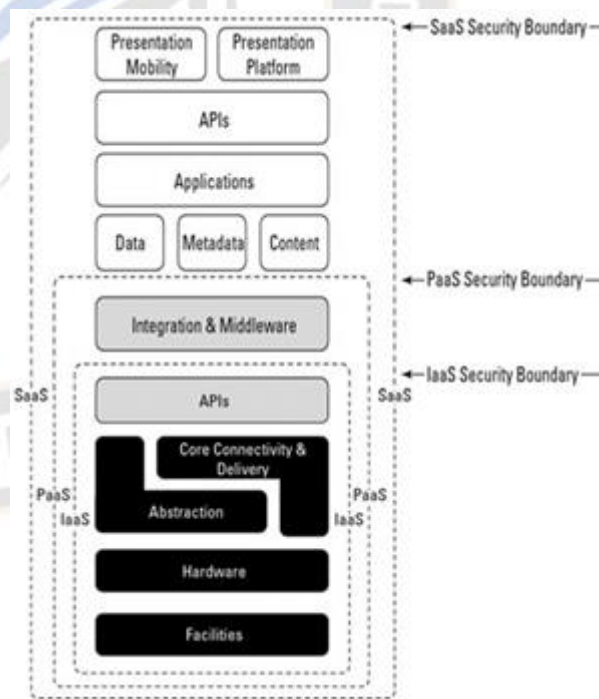 SaaS Security Boundary
Presentation
Mobility
Presentation
Platform
APIs
Applications
Data
Metadata
Content
PaaS Security Boundary
Integration & Middleware
IaaS Security Boundary
SaaS
SaaS
APIs
Core Connectivity &
Delivery
PaaS
PaaS
IaaS
Abstraction
IaaS
Hardware
Facilities